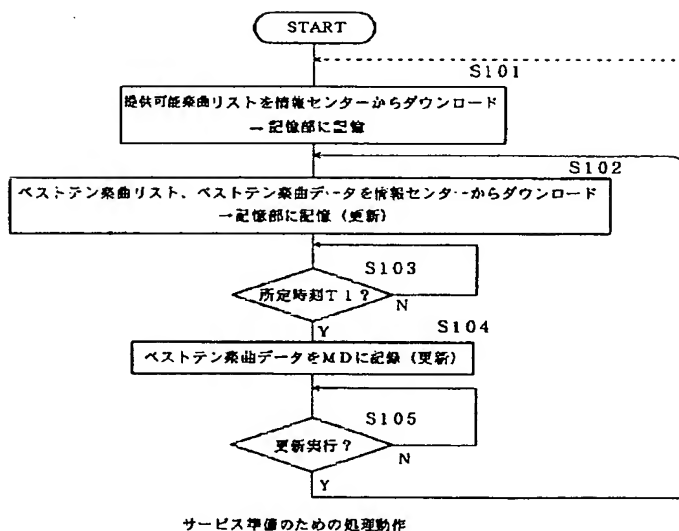 START
S101
提供可能楽曲リストを情報センターからダウンロード
→記憶部に記憶
S102
ベストテン楽曲リスト、ベストテン楽曲データを情報センターからダウンロード
→記憶部に記憶（更新）
S103
所定時刻T1?
N
Y
S104
ベストテン楽曲データをMDに記録（更新）
S105
更新実行?
N
Y
サービス準備のための処理動作